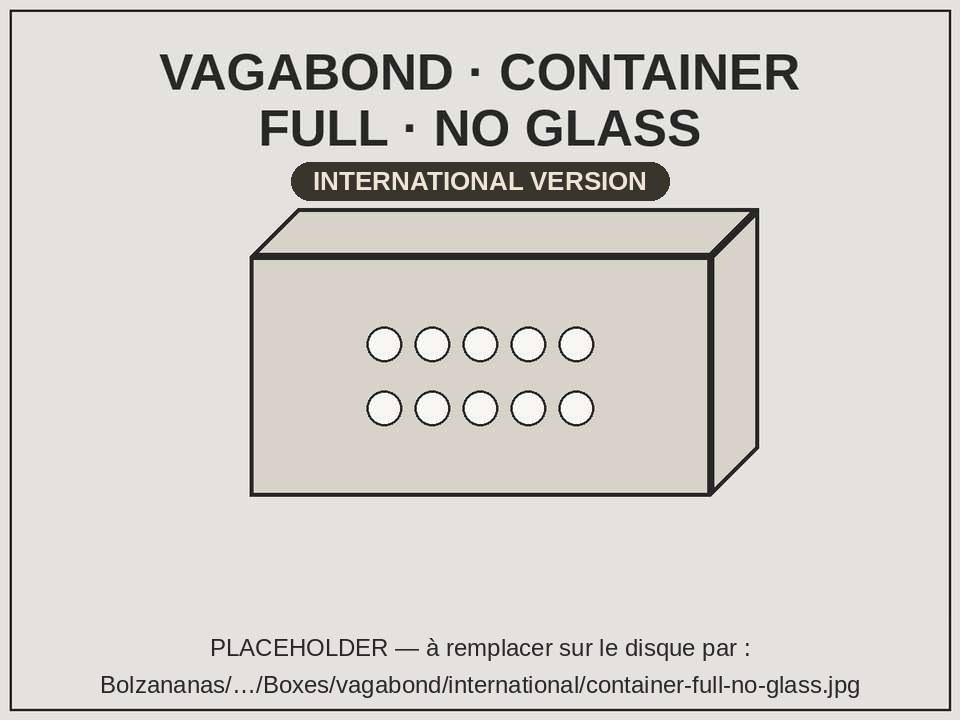 VAGABOND · CONTAINER
FULL · NO GLASS
INTERNATIONAL VERSION
PLACEHOLDER — à remplacer sur le disque par :
Bolzananas/…/Boxes/vagabond/international/container-full-no-glass.jpg